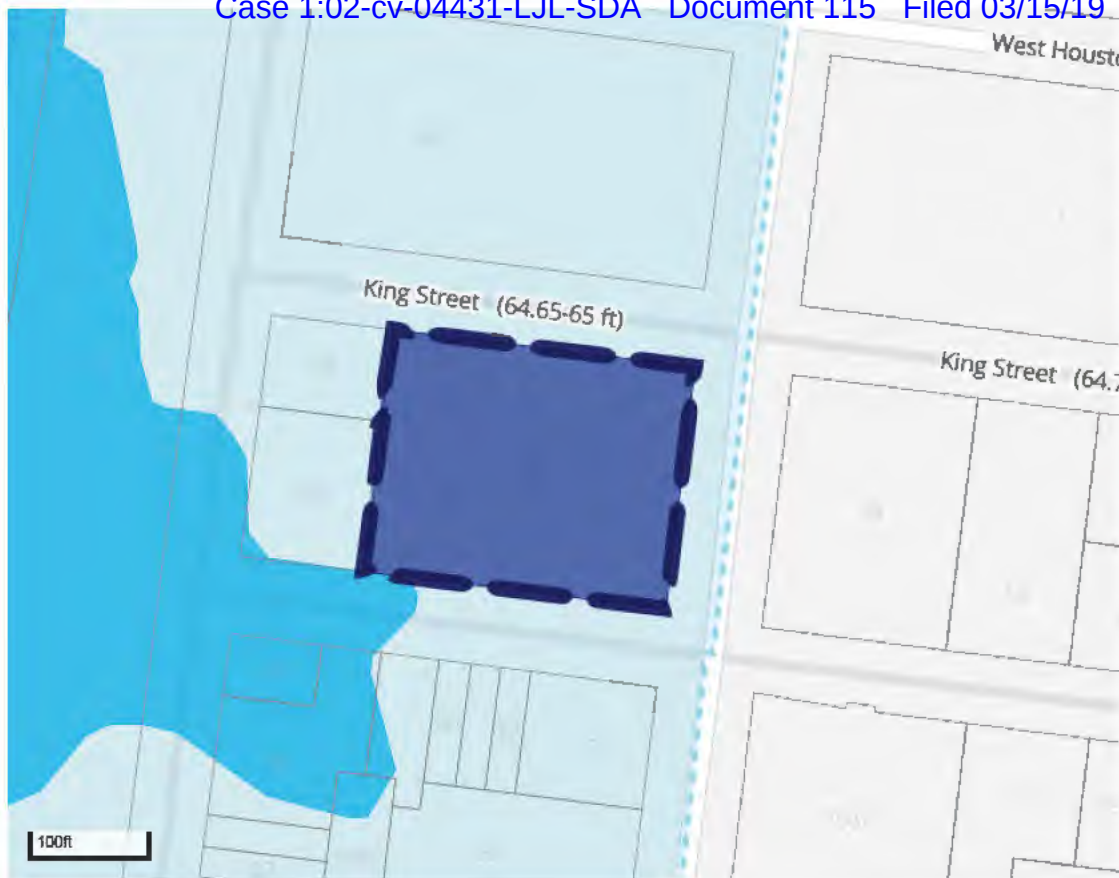 Case 1:02-cv-04431-LJL-SDA Document 115 Filed 03/15/19
West Houst
King Street (64.65-65 ft)
King Street (64.
100ft